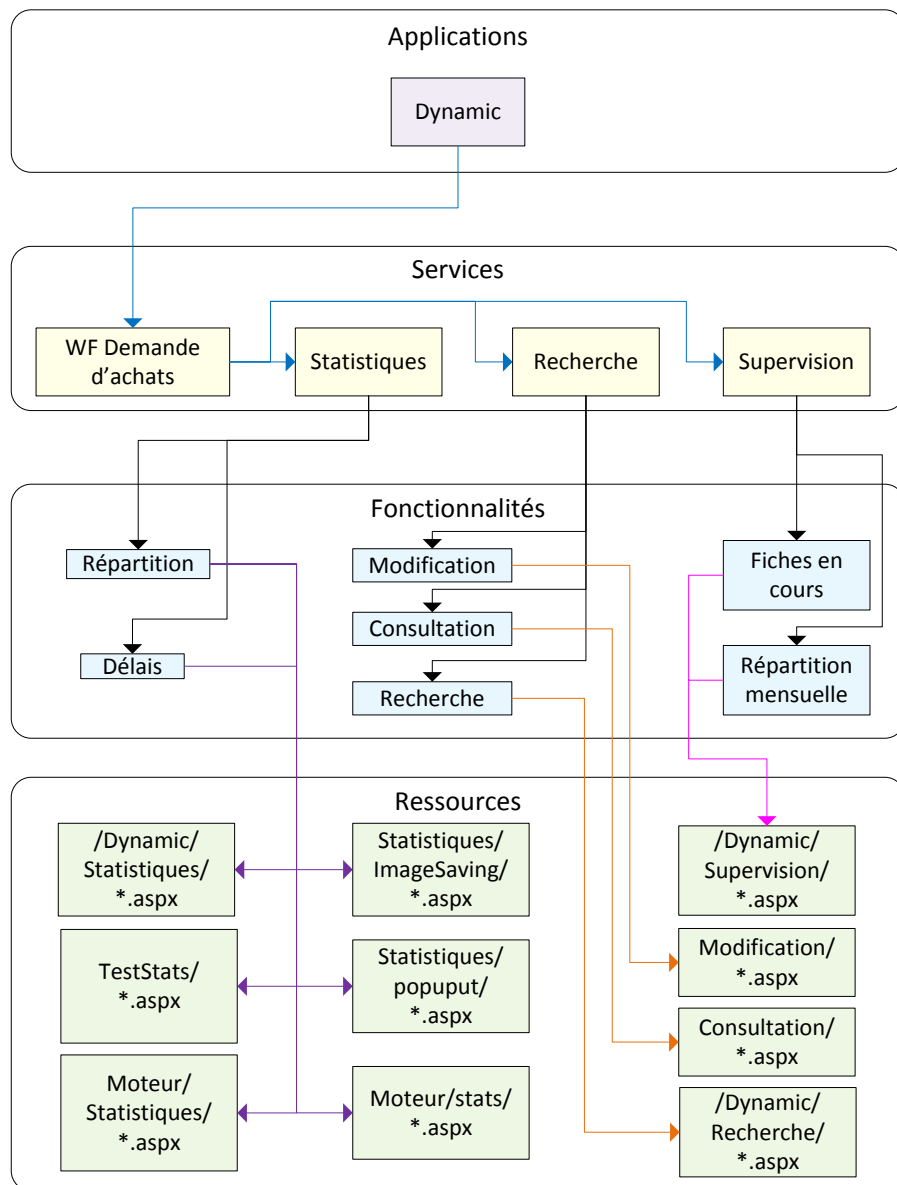 Applications
Dynamic
Services
WF Demande
d’achats
Statistiques
Recherche
Supervision
Fonctionnalités
Répartition
Modification
Fiches en
cours
Consultation
Délais
Recherche
Répartition
mensuelle
Ressources
/Dynamic/
Statistiques/
*.aspx
Statistiques/
ImageSaving/
*.aspx
/Dynamic/
Supervision/
*.aspx
TestStats/
*.aspx
Statistiques/
popuput/
*.aspx
Modification/
*.aspx
Consultation/
*.aspx
Moteur/
Statistiques/
*.aspx
Moteur/stats/
*.aspx
/Dynamic/
Recherche/
*.aspx